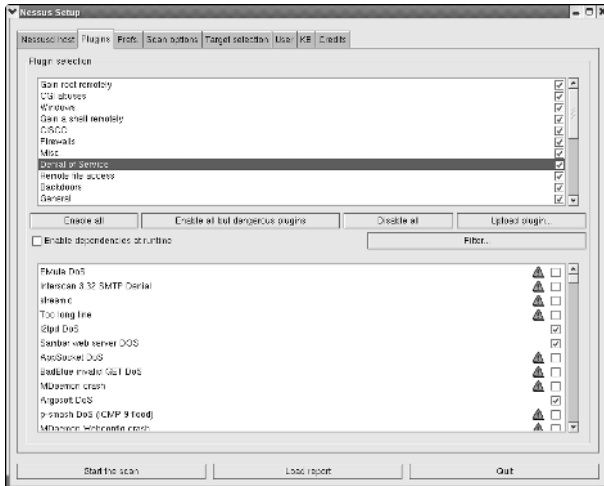 Nessus Setup
Nessusd host Plugins Prefs. Scan options Target selection User KB Credits
Plugin selection
Gain root remotely
CGI abuses
Windows
Gain a shell remotely
CISCO
Firewalls
Misc.
Denial of Service
Remote file access
Backdoors
General
Enable all Enable all but dangerous plugins Disable all Upload plugin...
Enable dependencies at runtime Filter...
EMule DoS
Interscan 3.32 SMTP Denial
stream.c
Too long line
l2tpd DoS
Sambar web server DOS
AppSocket DoS
BadBlue invalid GET DoS
MDaemon crash
Argosoft DoS
p-smash DoS (ICMP 9 flood)
MDaemon Webconfig crash
Start the scan Load report Quit